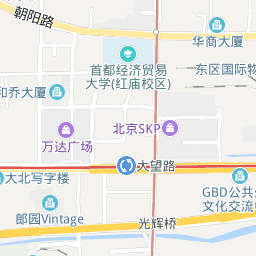 朝阳路
华商大厦
首都经济贸易
大学(红庙校区)
东区国际物
和乔大厦
北京SKP
万达广场
大望路
大北写字楼
GBD公共
文化交流中
郎园Vintage
光辉桥